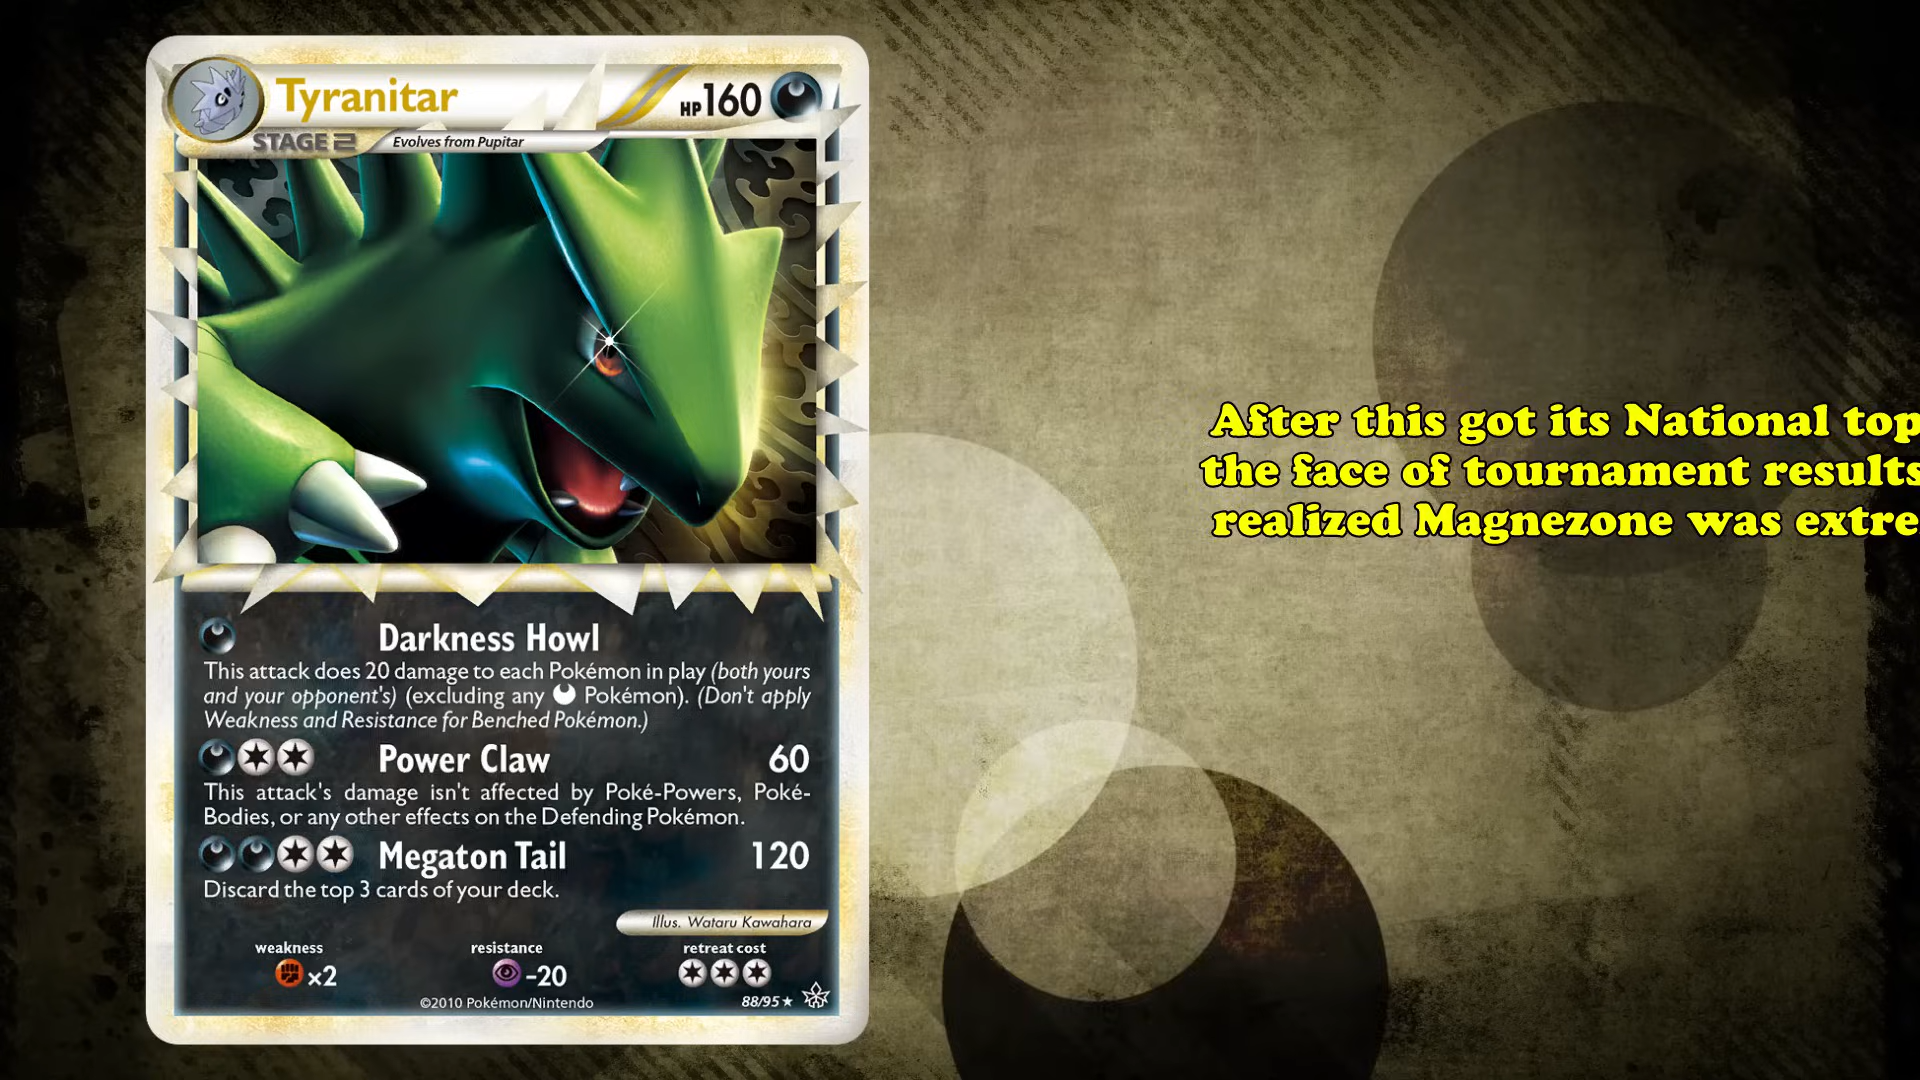 Tyranitar
HP160
STAGE 2
Evolves from Pupitar
Darkness Howl
This attack does 20 damage to each Pokémon in play (both yours
and your opponent's) (excluding any Pokémon). (Don't apply
Weakness and Resistance for Benched Pokémon.)
Power Claw 60
This attack's damage isn't affected by Poké-Powers, Poké-
Bodies, or any other effects on the Defending Pokémon.
Megaton Tail 120
Discard the top 3 cards of your deck.
Illus. Wataru Kawahara
weakness resistance retreat cost
×2 -20
©2010 Pokémon/Nintendo 88/95 ★
After this got its National top
the face of tournament results
realized Magnezone was extre